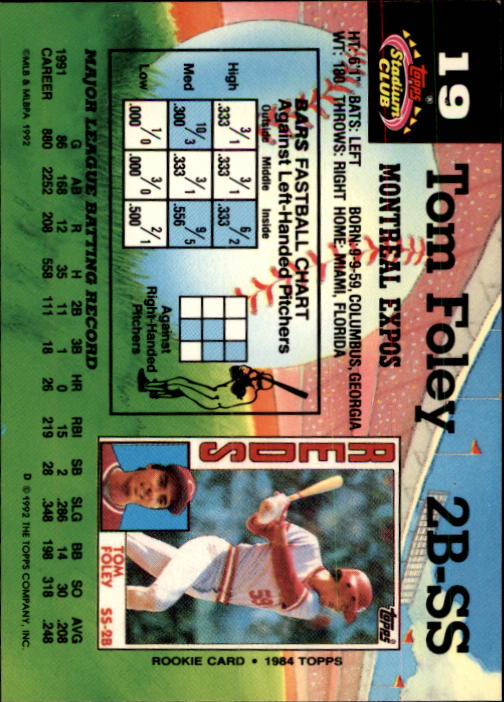 19
Topps®
Stadium
CLUB™
Tom Foley 2B-SS
MONTREAL EXPOS
HT: 6'1" BATS: LEFT BORN: 9-9-59, COLUMBUS, GEORGIA
WT: 180 THROWS: RIGHT HOME: MIAMI, FLORIDA
BARS FASTBALL CHART
Against Left-Handed Pitchers
Outside Middle Inside
High 3/1 .333 3/1 .333 6/2 .333
Med 10/3 .300 3/1 .333 9/5 .556
Low 1/0 .000 3/0 .000 2/1 .500
Against
Right-Handed
Pitchers
REDS
Topps
59
TOM
FOLEY SS-2B
ROOKIE CARD • 1984 TOPPS
MAJOR LEAGUE BATTING RECORD
G AB R H 2B 3B HR RBI SB SLG BB SO AVG
1991 86 168 12 35 11 1 0 15 2 .286 14 30 .208
CAREER 880 2252 208 558 111 18 26 219 28 .348 198 318 .248
©MLB & MLBPA 1992 D ©1992 THE TOPPS COMPANY, INC.